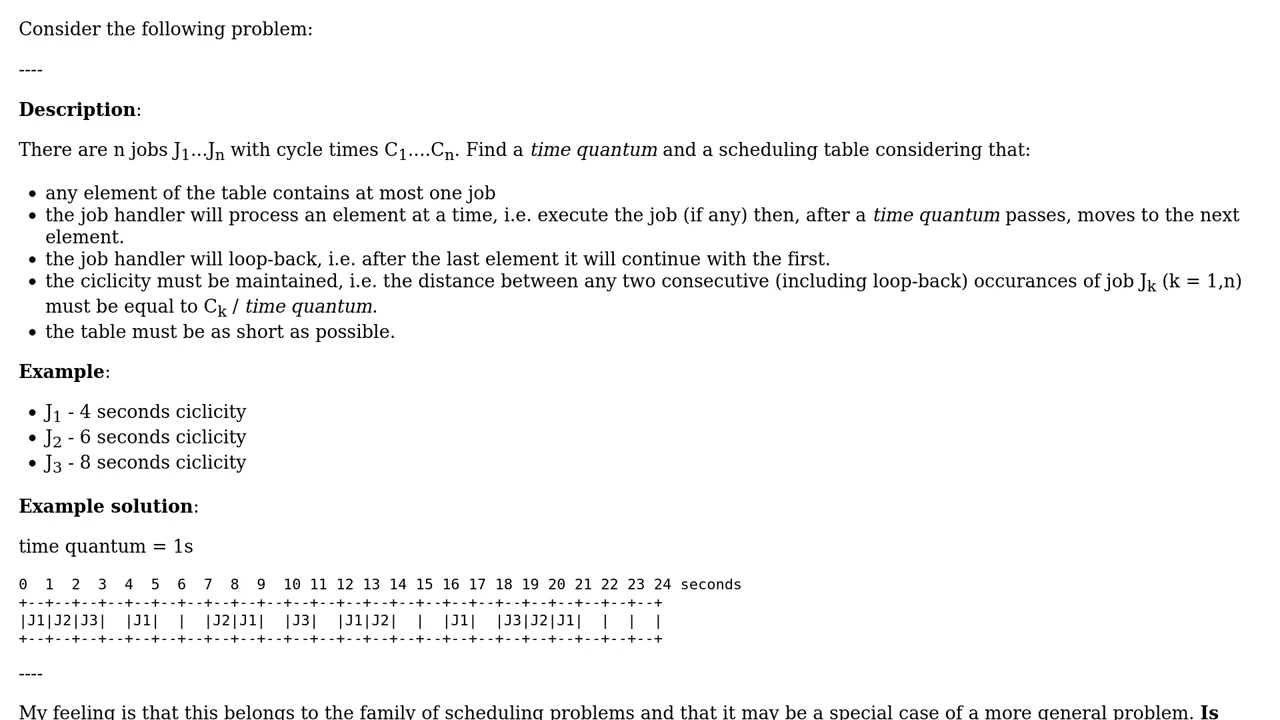 Consider the following problem:
----
Description:
There are n jobs J1...Jn with cycle times C1....Cn. Find a time quantum and a scheduling table considering that:
• any element of the table contains at most one job
• the job handler will process an element at a time, i.e. execute the job (if any) then, after a time quantum passes, moves to the next
element.
• the job handler will loop-back, i.e. after the last element it will continue with the first.
• the ciclicity must be maintained, i.e. the distance between any two consecutive (including loop-back) occurances of job Jk (k = 1,n)
must be equal to Ck / time quantum.
• the table must be as short as possible.
Example:
• J1 - 4 seconds ciclicity
• J2 - 6 seconds ciclicity
• J3 - 8 seconds ciclicity
Example solution:
time quantum = 1s
0  1  2  3  4  5  6  7  8  9  10 11 12 13 14 15 16 17 18 19 20 21 22 23 24 seconds
+--+--+--+--+--+--+--+--+--+--+--+--+--+--+--+--+--+--+--+--+--+--+--+--+
|J1|J2|J3|  |J1|  |  |J2|J1|  |J3|  |J1|J2|  |  |J1|  |J3|J2|J1|  |  |  |
+--+--+--+--+--+--+--+--+--+--+--+--+--+--+--+--+--+--+--+--+--+--+--+--+
----
My feeling is that this belongs to the family of scheduling problems and that it may be a special case of a more general problem. Is